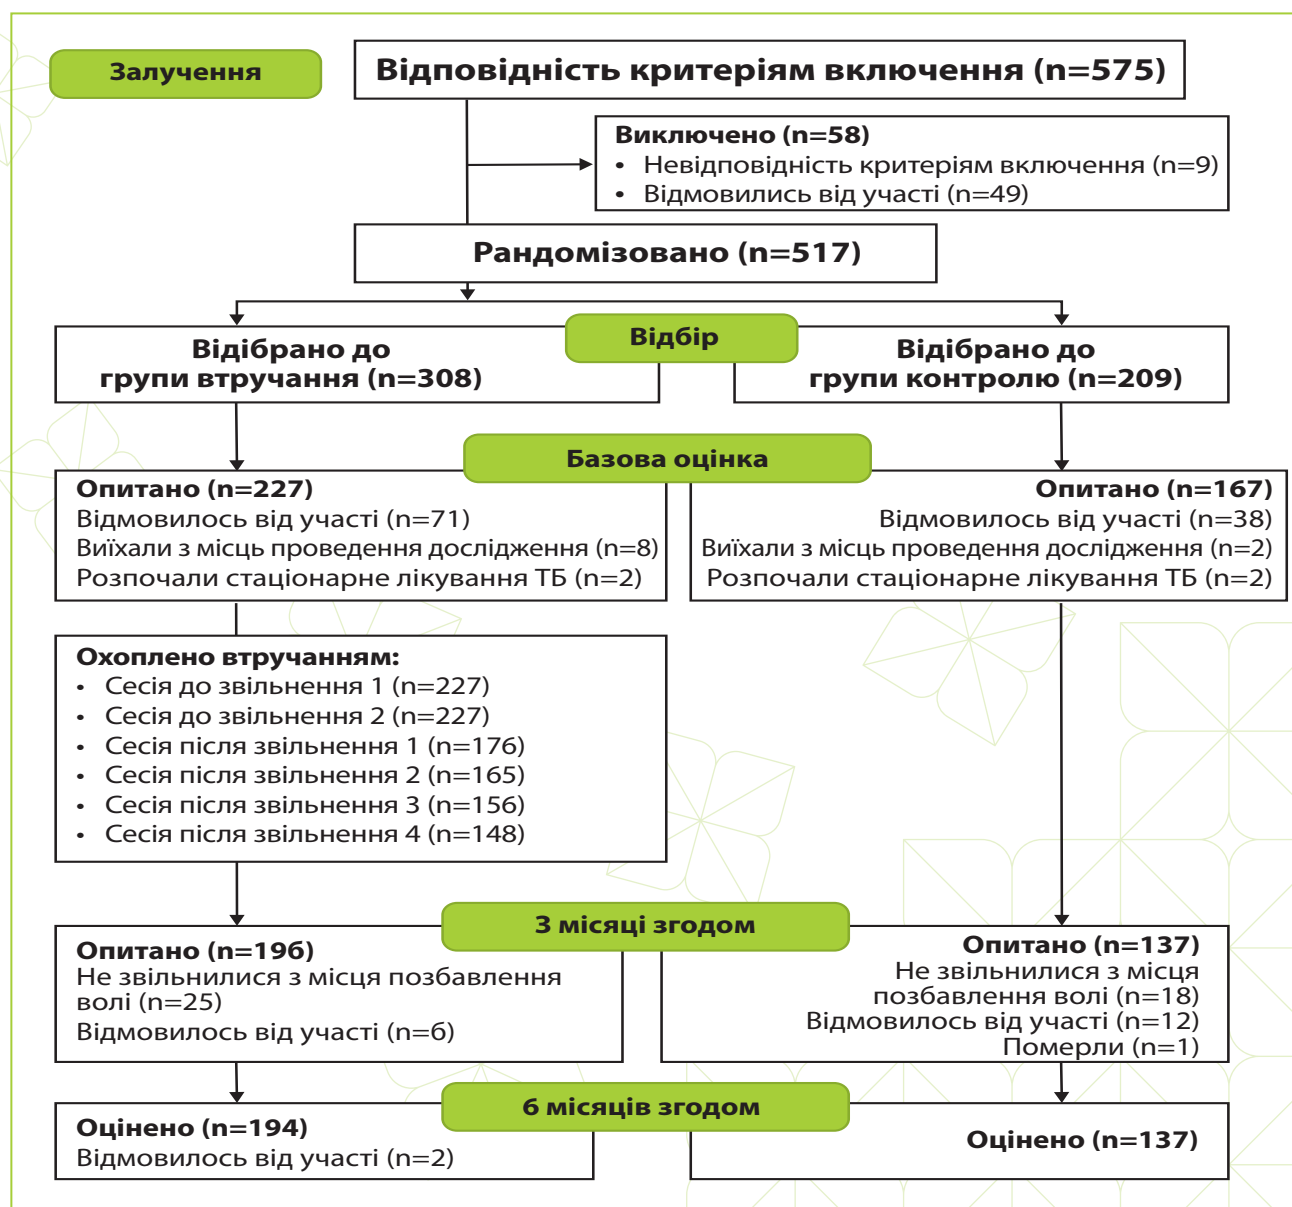 Залучення
Відповідність критеріям включення (n=575)
Виключено (n=58)
• Невідповідність критеріям включення (n=9)
• Відмовились від участі (n=49)
Рандомізовано (n=517)
Відбір
Відібрано до
групи втручання (n=308)
Відібрано до
групи контролю (n=209)
Базова оцінка
Опитано (n=227)
Відмовилось від участі (n=71)
Виїхали з місць проведення дослідження (n=8)
Розпочали стаціонарне лікування ТБ (n=2)
Опитано (n=167)
Відмовилось від участі (n=38)
Виїхали з місць проведення дослідження (n=2)
Розпочали стаціонарне лікування ТБ (n=2)
Охоплено втручанням:
• Сесія до звільнення 1 (n=227)
• Сесія до звільнення 2 (n=227)
• Сесія після звільнення 1 (n=176)
• Сесія після звільнення 2 (n=165)
• Сесія після звільнення 3 (n=156)
• Сесія після звільнення 4 (n=148)
3 місяці згодом
Опитано (n=196)
Не звільнилися з місця позбавлення
волі (n=25)
Відмовилось від участі (n=6)
Опитано (n=137)
Не звільнилися з місця
позбавлення волі (n=18)
Відмовилось від участі (n=12)
Померли (n=1)
6 місяців згодом
Оцінено (n=194)
Відмовилось від участі (n=2)
Оцінено (n=137)